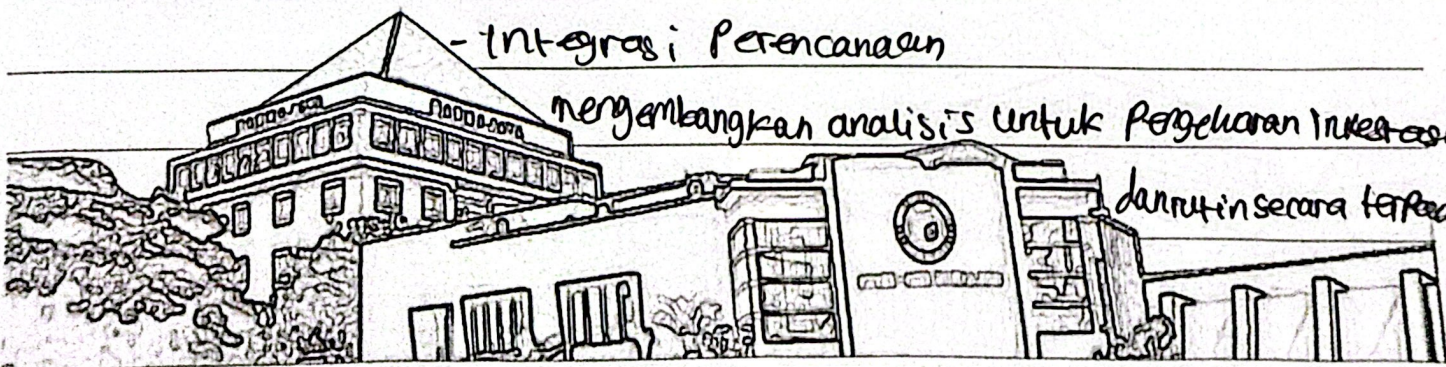 - Integrasi Perencanaan
mengembangkan analisis untuk Pengeluaran
dan rutin secara